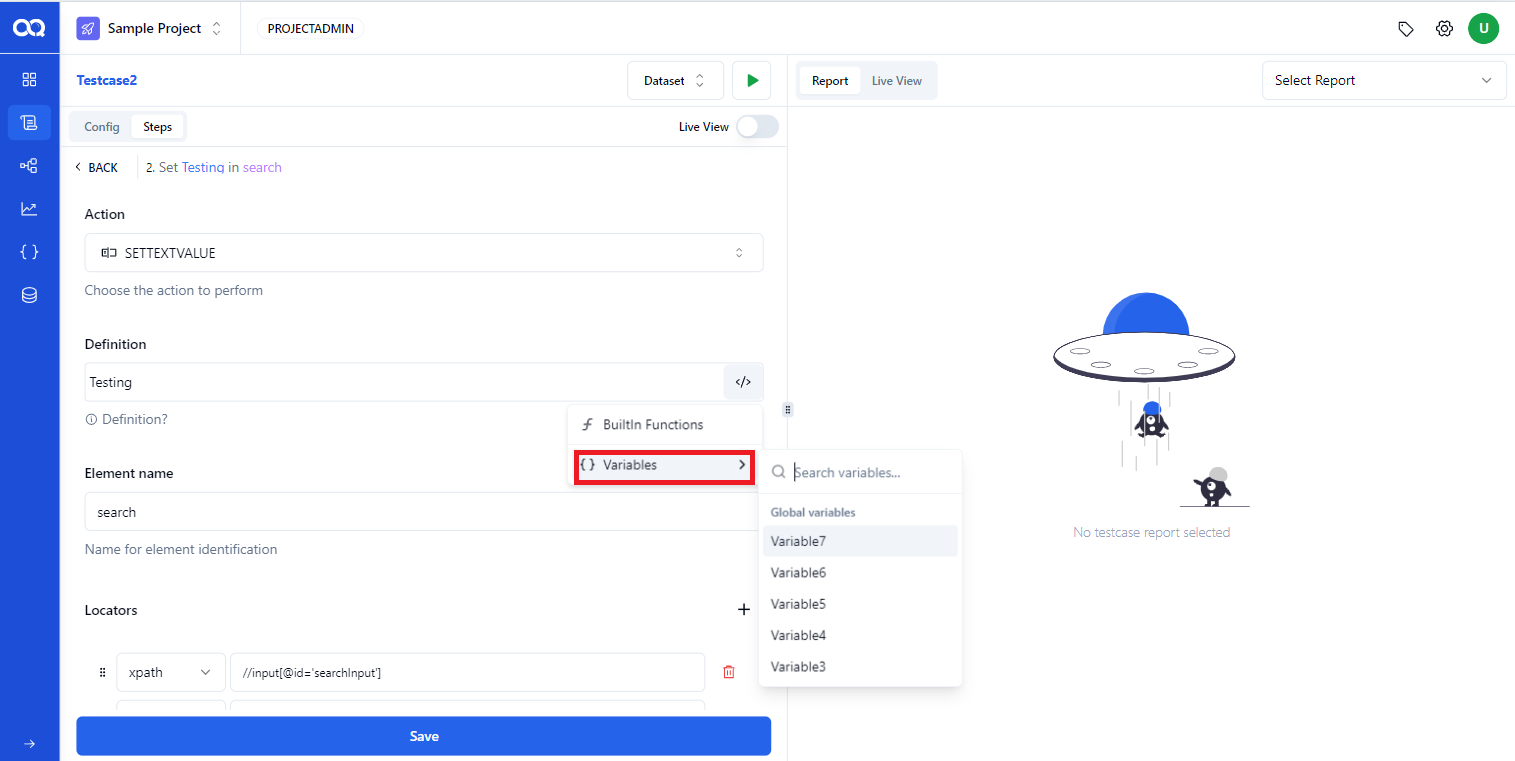 Sample Project
PROJECTADMIN
U
Testcase2
Dataset
Report
Live View
Select Report
Config
Steps
Live View
BACK
2. Set Testing in search
Action
SETTEXTVALUE
Choose the action to perform
Definition
Testing
</>
Definition?
BuiltIn Functions
{ } Variables
Search variables...
Element name
search
Name for element identification
Global variables
Variable7
Variable6
Variable5
Variable4
Variable3
No testcase report selected
Locators
xpath
//input[@id='searchInput']
Save